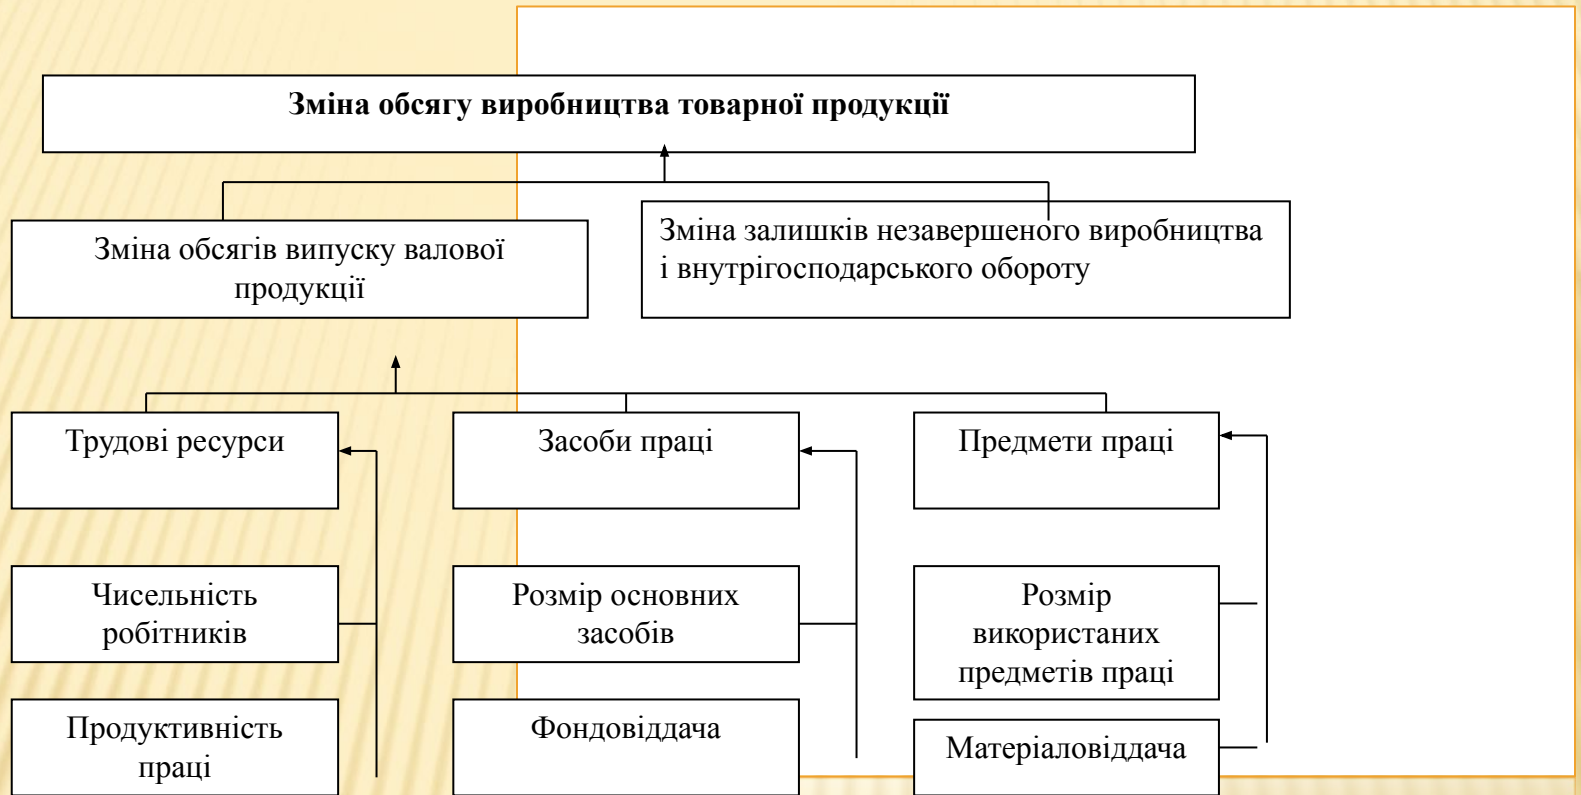 Зміна обсягу виробництва товарної продукції
Зміна обсягів випуску валової
продукції
Зміна залишків незавершеного виробництва
і внутрігосподарського обороту
Трудові ресурси
Засоби праці
Предмети праці
Чисельність
робітників
Розмір основних
засобів
Розмір
використаних
предметів праці
Продуктивність
праці
Фондовіддача
Матеріаловіддача